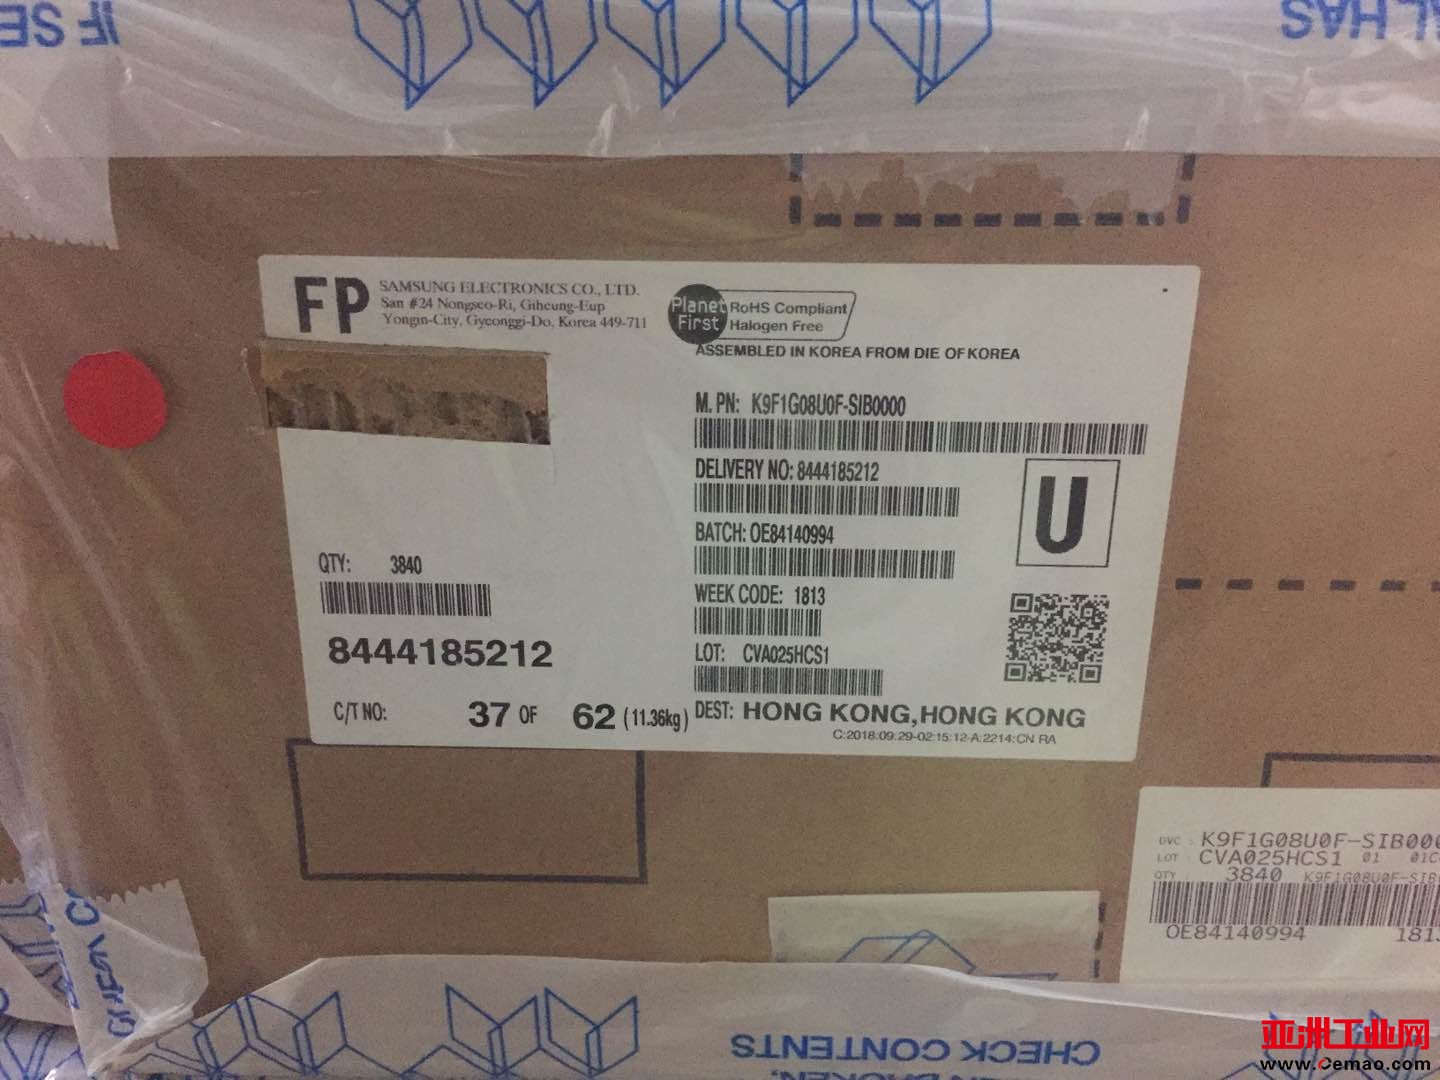 IF SE
AL HAS
FP
SAMSUNG ELECTRONICS CO., LTD.
San #24 Nongseo-Ri, Giheung-Eup
Yongin-City, Gyeonggi-Do, Korea 449-711
Planet First
RoHS Compliant
Halogen Free
ASSEMBLED IN KOREA FROM DIE OF KOREA
M. PN: K9F1G08U0F-SIB0000
DELIVERY NO: 8444185212
U
BATCH: OE84140994
QTY: 3840
WEEK CODE: 1813
8444185212
LOT: CVA025HCS1
C/T NO: 37 OF 62 (11.36kg)
DEST: HONG KONG,HONG KONG
C:2018:09:29-02:15:12-A:2214:CN RA
DVC : K9F1G08U0F-SIB000
LOT : CVA025HCS1 01 01C
QTY : 3840 K9F1G08U0F-SIB
OE84140994 1813
CHECK CONTENTS
亚洲工业网
www.Cemao.com